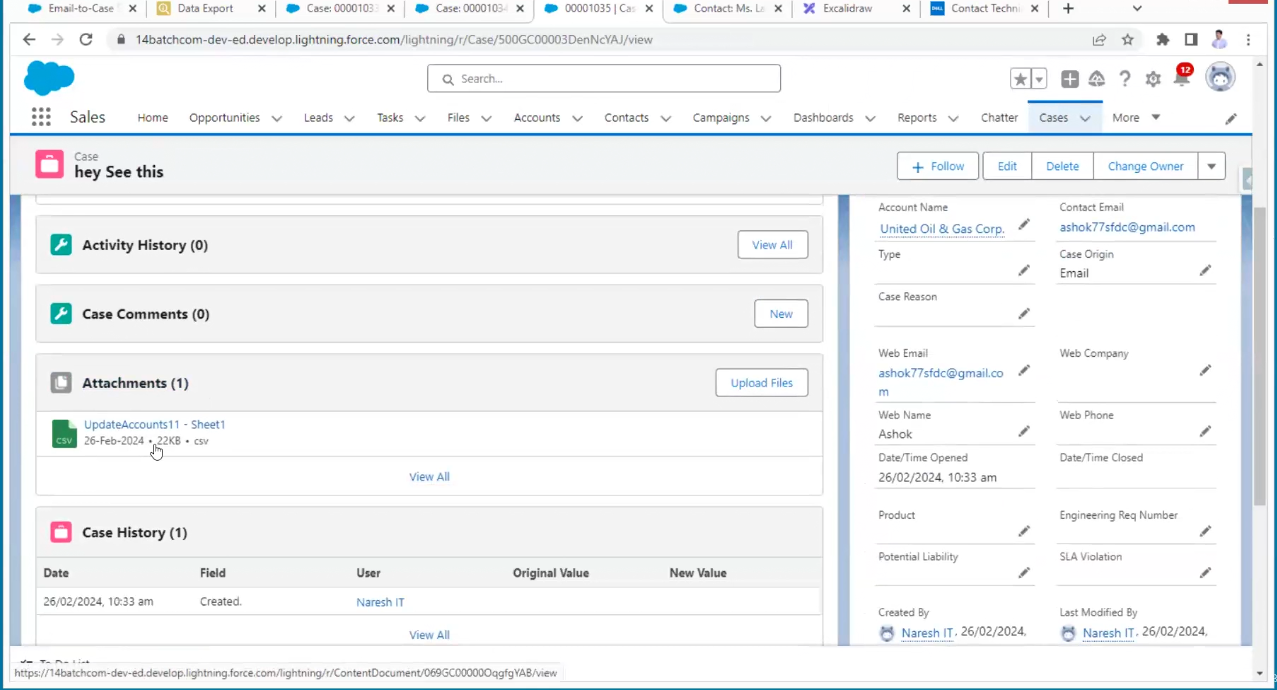 Email-to-Case
Data Export
Case: 0000103
Case: 00001034
00001035 | Cas
Contact: Ms. La
Excalidraw
DELL
Contact Techni
14batchcom-dev-ed.develop.lightning.force.com/lightning/r/Case/500GC00003DenNcYAJ/view
Search...
12
Sales
Home
Opportunities
Leads
Tasks
Files
Accounts
Contacts
Campaigns
Dashboards
Reports
Chatter
Cases
More
Case
hey See this
Follow
Edit
Delete
Change Owner
Activity History (0)
View All
Case Comments (0)
New
Attachments (1)
Upload Files
CSV
UpdateAccounts11 - Sheet1
26-Feb-2024 • 22KB • csv
View All
Case History (1)
Date Field User Original Value New Value
26/02/2024, 10:33 am Created. Naresh IT
View All
Account Name
United Oil & Gas Corp.
Contact Email
ashok77sfdc@gmail.com
Type
Case Origin
Email
Case Reason
Web Email
ashok77sfdc@gmail.co
m
Web Company
Web Name
Ashok
Web Phone
Date/Time Opened
26/02/2024, 10:33 am
Date/Time Closed
Product
Engineering Req Number
Potential Liability
SLA Violation
Created By
Naresh IT, 26/02/2024,
Last Modified By
Naresh IT, 26/02/2024,
To Do List
https://14batchcom-dev-ed.develop.lightning.force.com/lightning/r/ContentDocument/069GC00000OqgfgYAB/view